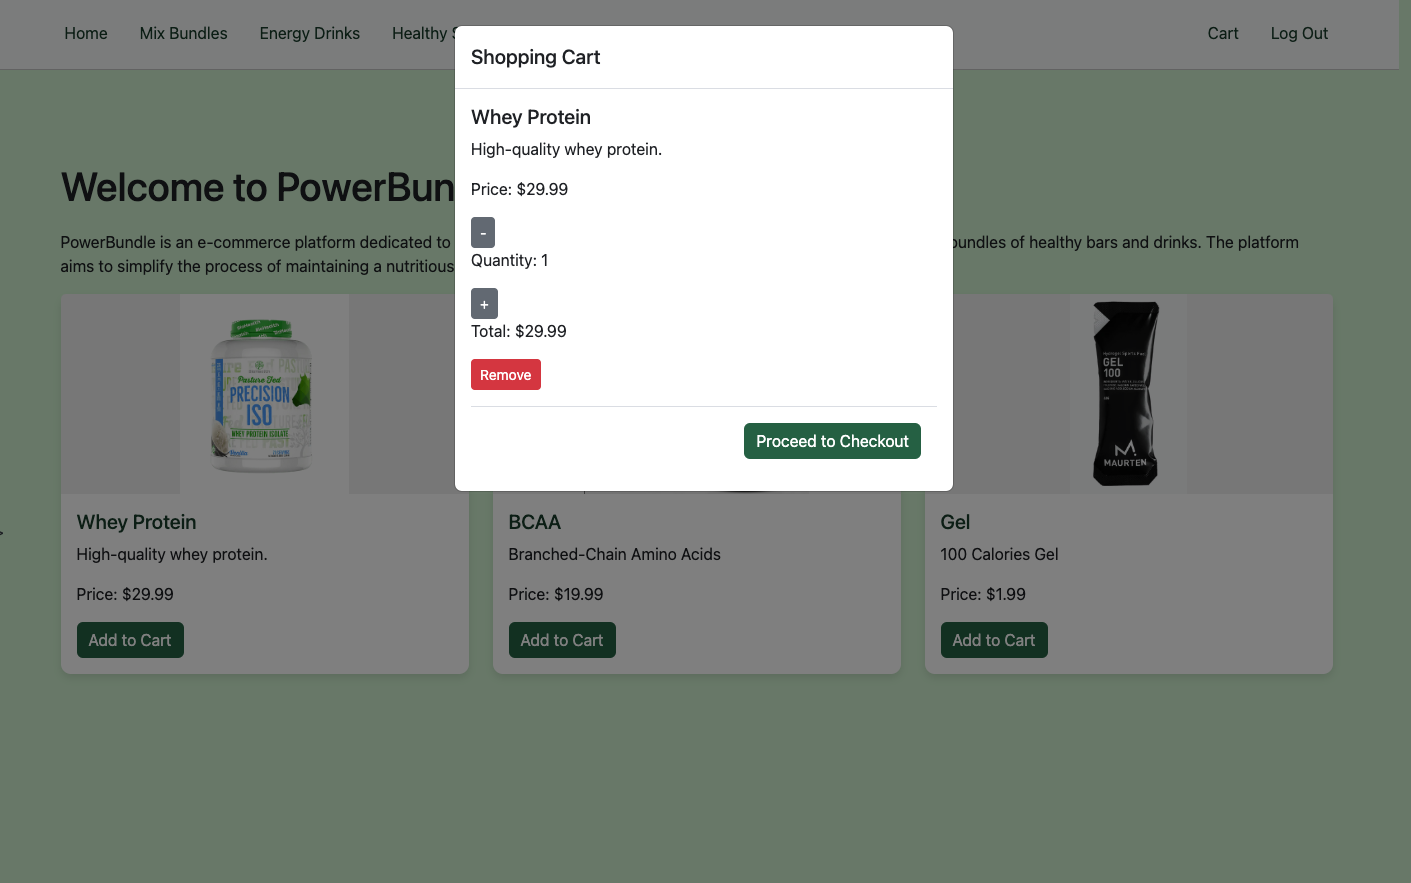 Home Mix Bundles Energy Drinks Healthy Cart Log Out
Shopping Cart
Whey Protein
High-quality whey protein.
Price: $29.99
-
Quantity: 1
+
Total: $29.99
Remove
Proceed to Checkout
Welcome to PowerBun
PowerBundle is an e-commerce platform dedicated to bundles of healthy bars and drinks. The platform
aims to simplify the process of maintaining a nutritious
Pasture Fed
PRECISION
ISO
WHEY PROTEIN ISOLATE
Vanilla
GEL
100
MAURTEN
Whey Protein
High-quality whey protein.
Price: $29.99
Add to Cart
BCAA
Branched-Chain Amino Acids
Price: $19.99
Add to Cart
Gel
100 Calories Gel
Price: $1.99
Add to Cart